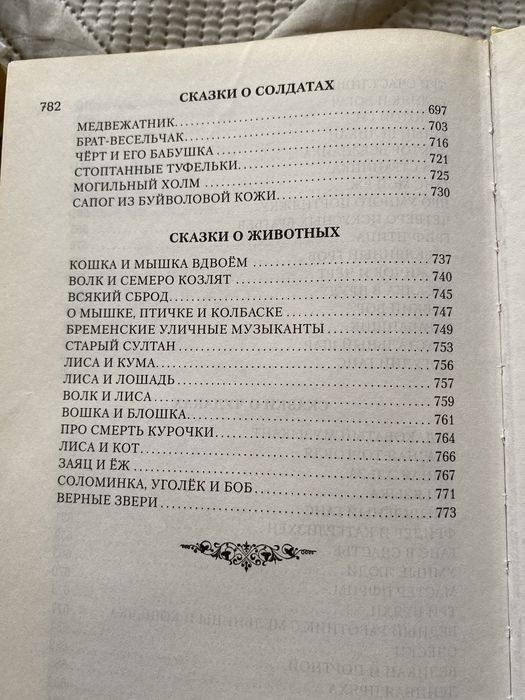 782
СКАЗКИ О СОЛДАТАХ
МЕДВЕЖАТНИК 697
БРАТ-ВЕСЕЛЬЧАК 703
ЧЁРТ И ЕГО БАБУШКА 716
СТОПТАННЫЕ ТУФЕЛЬКИ 721
МОГИЛЬНЫЙ ХОЛМ 725
САПОГ ИЗ БУЙВОЛОВОЙ КОЖИ 730
СКАЗКИ О ЖИВОТНЫХ
КОШКА И МЫШКА ВДВОЁМ 737
ВОЛК И СЕМЕРО КОЗЛЯТ 740
ВСЯКИЙ СБРОД 745
О МЫШКЕ, ПТИЧКЕ И КОЛБАСКЕ 747
БРЕМЕНСКИЕ УЛИЧНЫЕ МУЗЫКАНТЫ 749
СТАРЫЙ СУЛТАН 753
ЛИСА И КУМА 756
ЛИСА И ЛОШАДЬ 757
ВОЛК И ЛИСА 759
ВОШКА И БЛОШКА 761
ПРО СМЕРТЬ КУРОЧКИ 764
ЛИСА И КОТ 766
ЗАЯЦ И ЁЖ 767
СОЛОМИНКА, УГОЛЁК И БОБ 771
ВЕРНЫЕ ЗВЕРИ 773